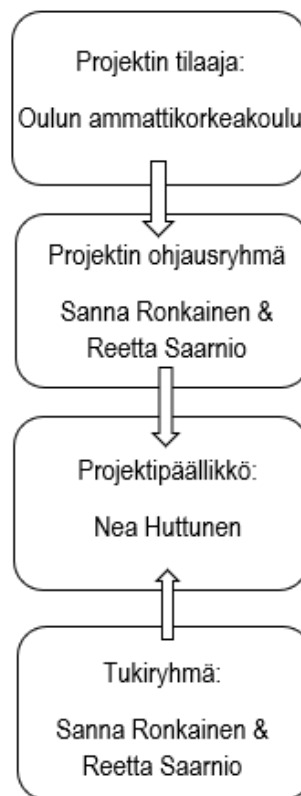 Projektin tilaaja:
Oulun ammattikorkeakoulu
Projektin ohjausryhmä
Sanna Ronkainen &
Reetta Saarnio
Projektipäällikkö:
Nea Huttunen
Tukiryhmä:
Sanna Ronkainen &
Reetta Saarnio